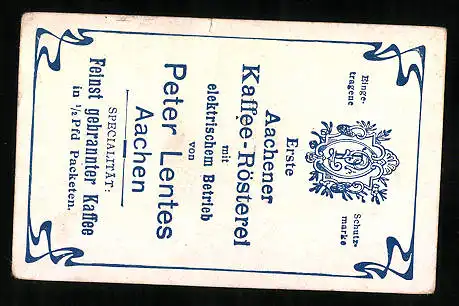 Einge-
tragene
Schutz-
marke
Erste
Aachener
Kaffee-Rösterei
mit
elektrischem Betrieb
von
Peter Lentes
Aachen
SPECIALITÄT:
Feinst gebrannter Kaffee
in ½ Pfd Packeten.